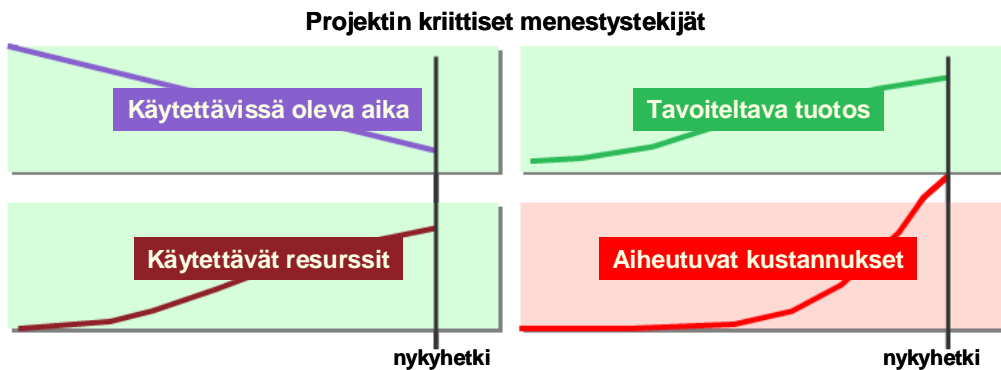 Projektin kriittiset menestystekijät
Käytettävissä oleva aika
Tavoiteltava tuotos
Käytettävät resurssit
Aiheutuvat kustannukset
nykyhetki
nykyhetki